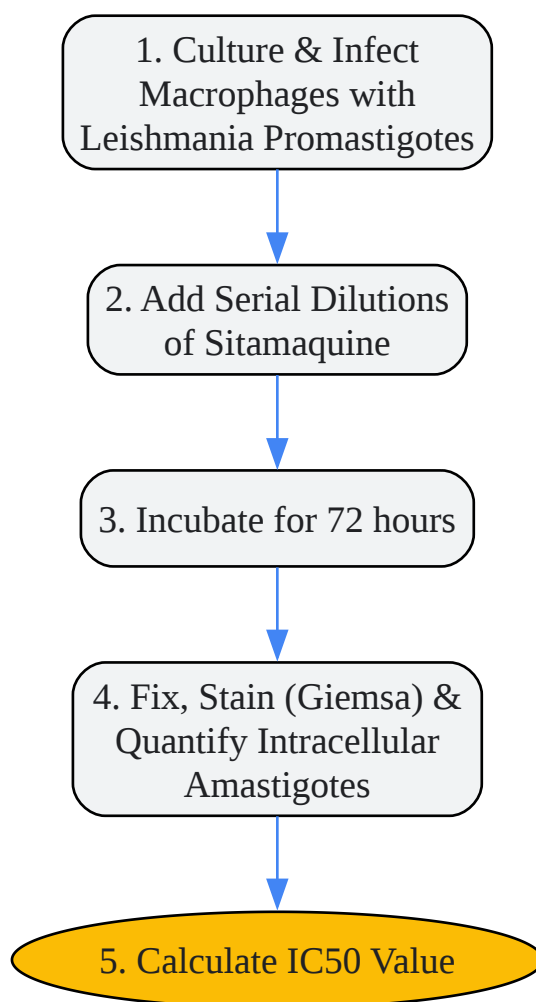 1. Culture & Infect
Macrophages with
Leishmania Promastigotes
2. Add Serial Dilutions
of Sitamaquine
3. Incubate for 72 hours
4. Fix, Stain (Giemsa) &
Quantify Intracellular
Amastigotes
5. Calculate IC50 Value